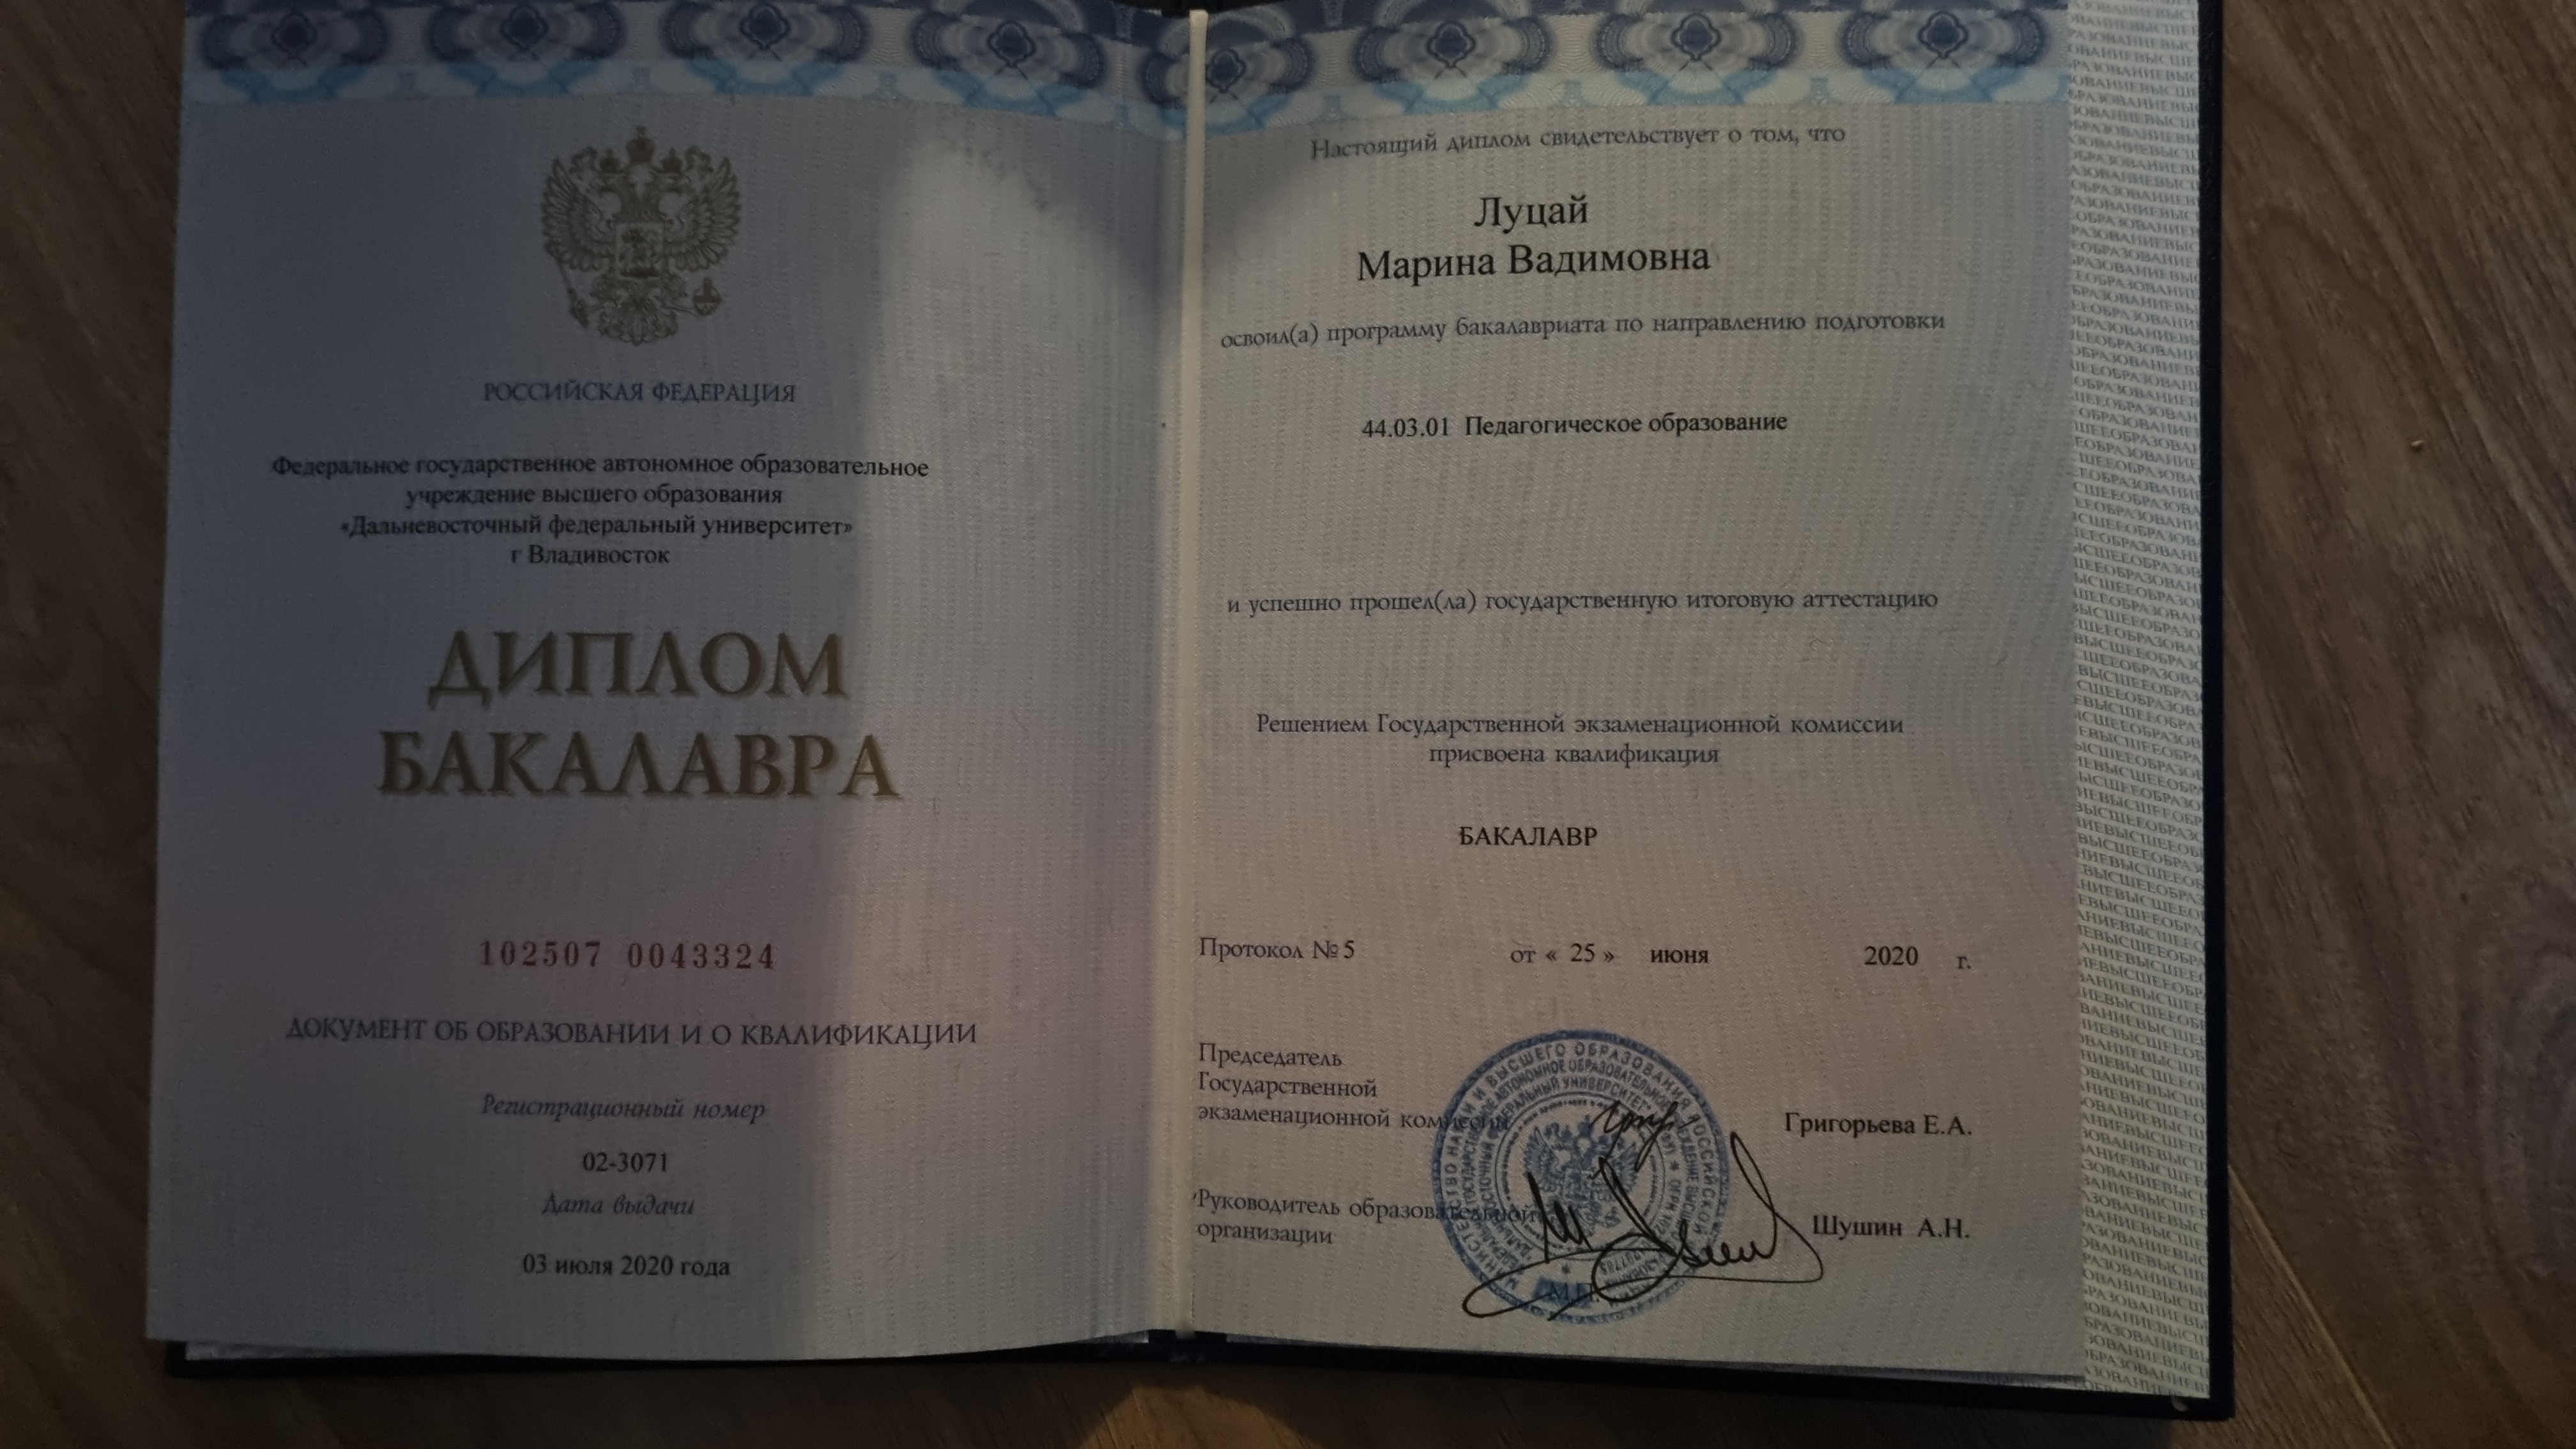 РОССИЙСКАЯ ФЕДЕРАЦИЯ
Федеральное государственное автономное образовательное
учреждение высшего образования
«Дальневосточный федеральный университет»
г Владивосток
ДИПЛОМ
БАКАЛАВРА
102507 0043324
ДОКУМЕНТ ОБ ОБРАЗОВАНИИ И О КВАЛИФИКАЦИИ
Регистрационный номер
02-3071
Дата выдачи
03 июля 2020 года
Настоящий диплом свидетельствует о том, что
Луцай
Марина Вадимовна
освоил(а) программу бакалавриата по направлению подготовки
44.03.01 Педагогическое образование
и успешно прошел(ла) государственную итоговую аттестацию
Решением Государственной экзаменационной комиссии
присвоена квалификация
БАКАЛАВР
Протокол № 5 от « 25 » июня 2020 г.
Председатель
Государственной
экзаменационной комиссии
Григорьева Е.А.
Руководитель образовательной
организации
Шушин А.Н.
М.П.